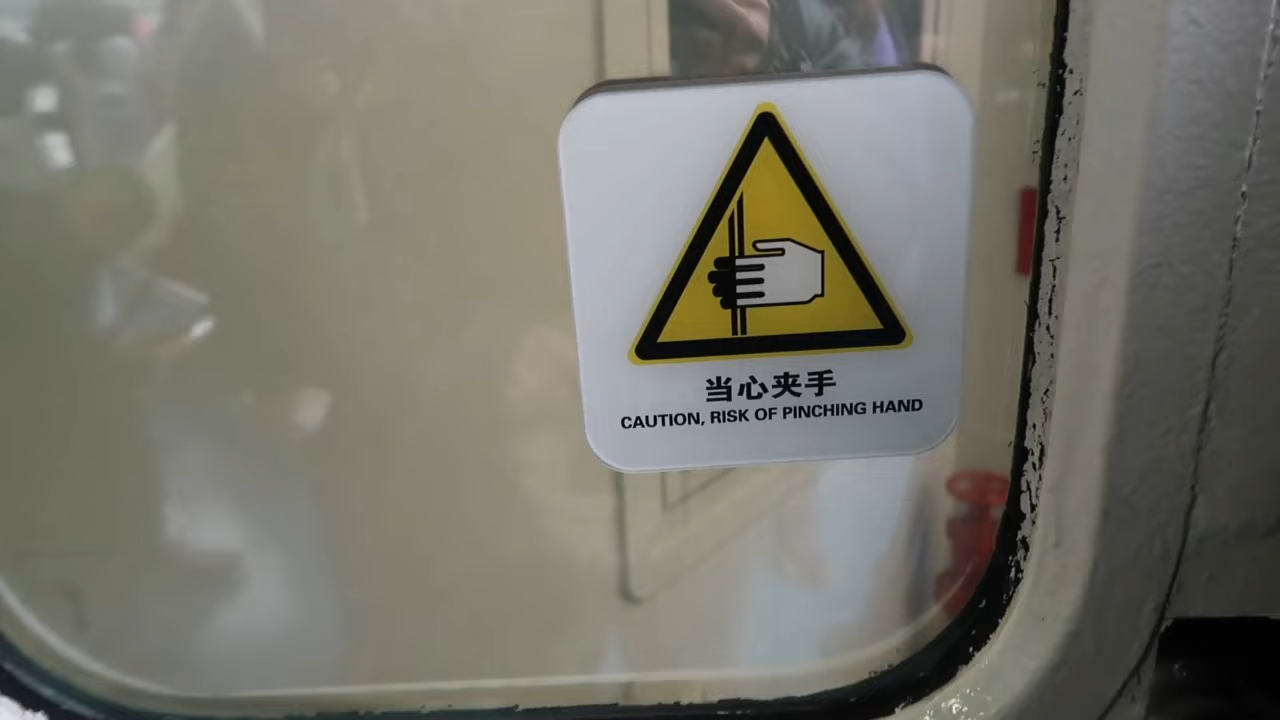 当心夹手
CAUTION, RISK OF PINCHING HAND